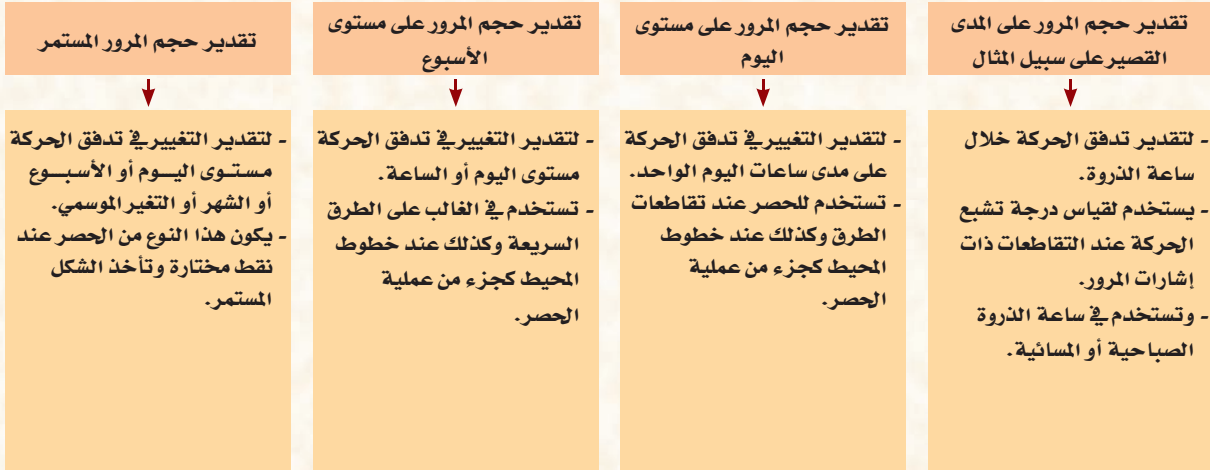 تقدير حجم المرور على المدى
القصير على سبيل المثال
- لتقدير تدفق الحركة خلال
ساعة الذروة.
- يستخدم لقياس درجة تشبع
الحركة عند التقاطعات ذات
إشارات المرور.
- وتستخدم في ساعة الذروة
الصباحية أو المسائية.
تقدير حجم المرور على مستوى
اليوم
- لتقدير التغيير في تدفق الحركة
على مدى ساعات اليوم الواحد.
- تستخدم للحصر عند تقاطعات
الطرق وكذلك عند خطوط
المحيط كجزء من عملية
الحصر.
تقدير حجم المرور على مستوى
الأسبوع
- لتقدير التغيير في تدفق الحركة
مستوى اليوم أو الساعة.
- تستخدم في الغالب على الطرق
السريعة وكذلك عند خطوط
المحيط كجزء من عملية
الحصر.
تقدير حجم المرور المستمر
- لتقدير التغيير في تدفق الحركة
مستوى اليوم أو الأسبوع
أو الشهر أو التغير الموسمي.
- يكون هذا النوع من الحصر عند
نقط مختارة وتأخذ الشكل
المستمر.